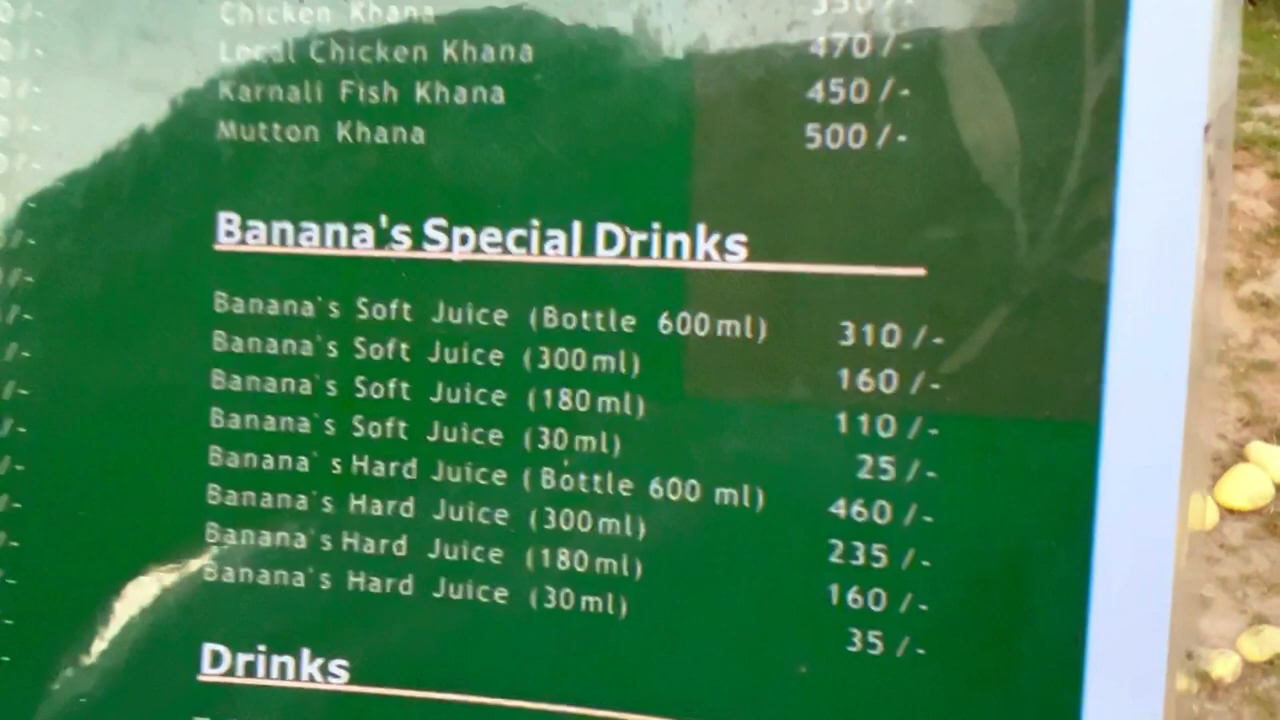 Chicken Khana 350/-
Local Chicken Khana 470/-
Karnali Fish Khana 450/-
Mutton Khana 500/-
Banana's Special Drinks
Banana's Soft Juice (Bottle 600ml) 310/-
Banana's Soft Juice (300ml) 160/-
Banana's Soft Juice (180ml) 110/-
Banana's Soft Juice (30ml) 25/-
Banana's Hard Juice (Bottle 600 ml) 460/-
Banana's Hard Juice (300ml) 235/-
Banana's Hard Juice (180ml) 160/-
Banana's Hard Juice (30ml) 35/-
Drinks